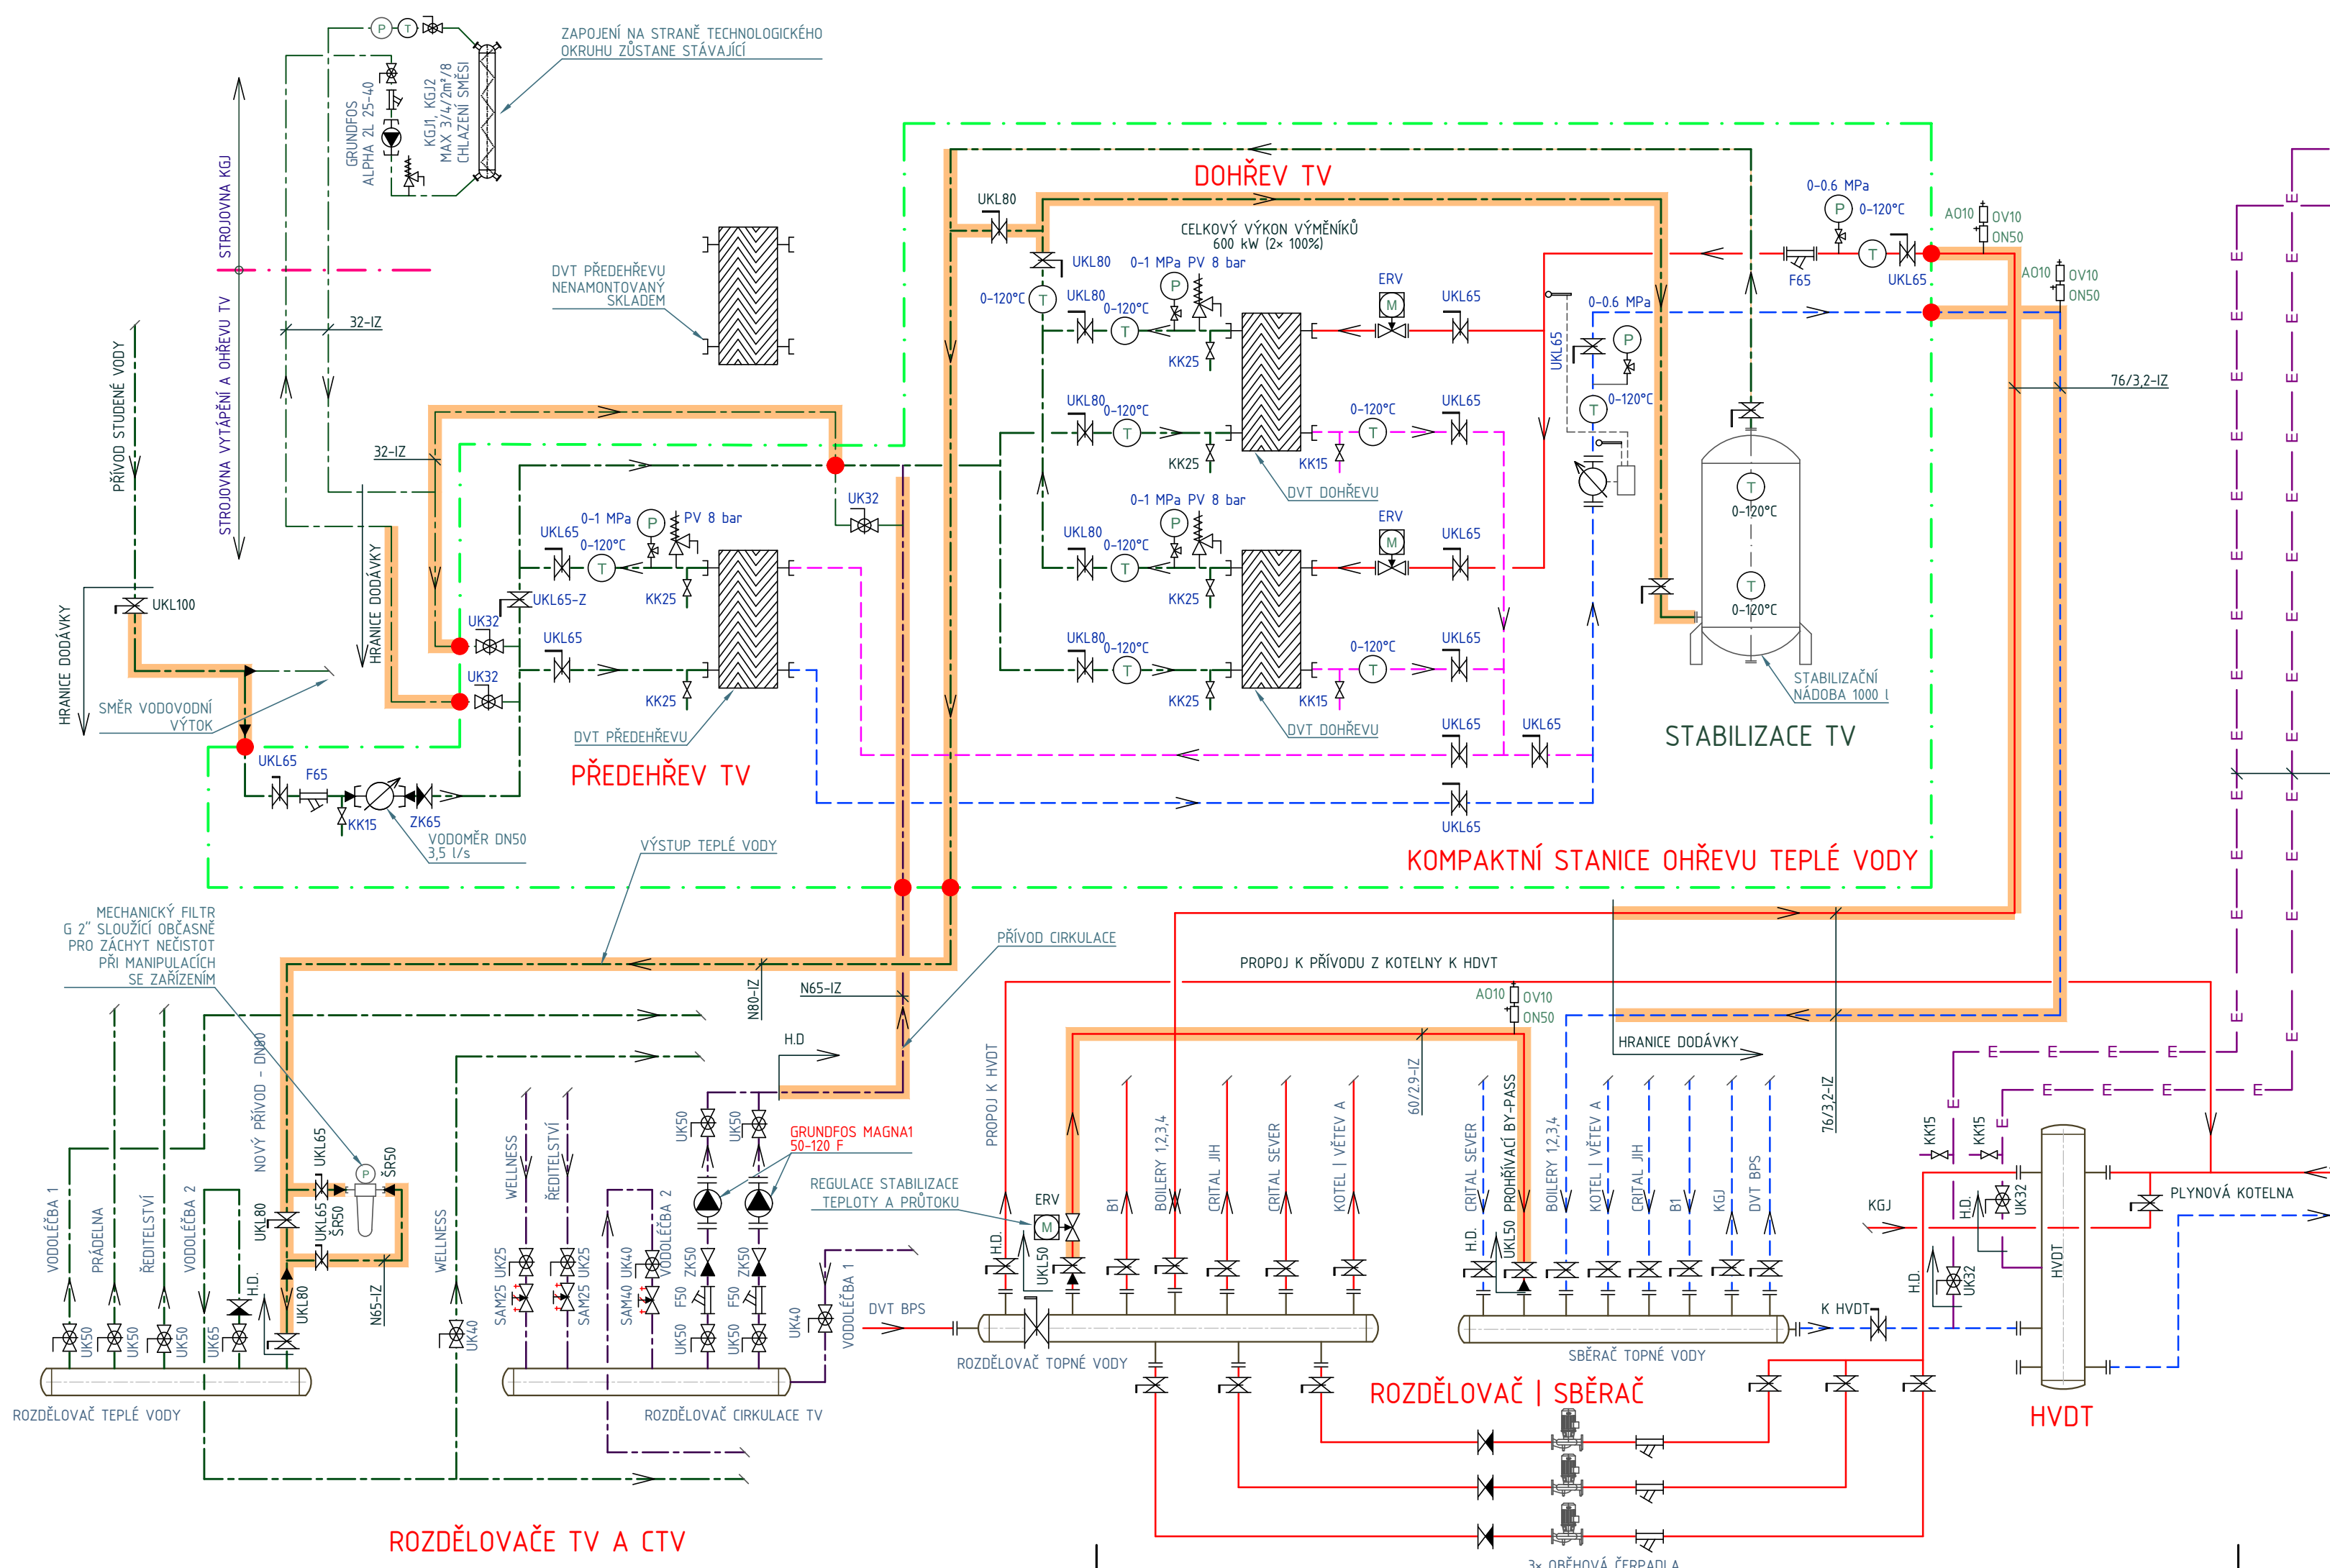 ZAPOJENÍ NA STRANĚ TECHNOLOGICKÉHO
OKRUHU ZŮSTANE STÁVAJÍCÍ
P
T
GRUNDFOS
ALPHA 2L 25-40
KGJ1, KGJ2
MAX 3/4/2m²/8
CHLAZENÍ SMĚSI
STROJOVNA KGJ
STROJOVNA VYTÁPĚNÍ A OHŘEVU TV
32-IZ
PŘÍVOD STUDENÉ VODY
DVT PŘEDEHŘEVU
NENAMONTOVANÝ
SKLADEM
32-IZ
HRANICE DODÁVKY
HRANICE DODÁVKY
UKL100
SMĚR VODOVODNÍ
VÝTOK
UK32
UK32
UKL65
0-120°C
T
0-1 MPa
P
PV 8 bar
UKL65-Z
KK25
UKL65
KK25
DVT PŘEDEHŘEVU
PŘEDEHŘEV TV
UK32
UKL65
F65
KK15
ZK65
VODOMĚR DN50
3,5 l/s
DOHŘEV TV
UKL80
UKL80
0-120°C
T
CELKOVÝ VÝKON VÝMĚNÍKŮ
600 kW (2× 100%)
0-1 MPa PV 8 bar
P
UKL80
0-120°C
T
KK25
ERV
M
UKL65
UKL80
0-120°C
T
KK25
0-120°C
T
KK15
UKL65
DVT DOHŘEVU
0-1 MPa PV 8 bar
P
UKL80
0-120°C
T
KK25
ERV
M
UKL65
UKL80
0-120°C
T
KK25
0-120°C
T
KK15
UKL65
DVT DOHŘEVU
UKL65
UKL65
UKL65
UKL65
0-0.6 MPa
P
0-120°C
T
0-0.6 MPa
P
0-120°C
T
F65
UKL65
AO10
OV10
ON50
AO10
OV10
ON50
76/3,2-IZ
T
0-120°C
T
0-120°C
STABILIZAČNÍ
NÁDOBA 1000 l
STABILIZACE TV
KOMPAKTNÍ STANICE OHŘEVU TEPLÉ VODY
VÝSTUP TEPLÉ VODY
PŘÍVOD CIRKULACE
MECHANICKÝ FILTR
G 2" SLOUŽÍCÍ OBČASNĚ
PRO ZÁCHYT NEČISTOT
PŘI MANIPULACÍCH
SE ZAŘÍZENÍM
N80-IZ
N65-IZ
H.D
NOVÝ PŘÍVOD - DN80
UKL65
P
ŠR50
UKL80
UKL65
ŠR50
N65-IZ
H.D.
UKL80
VODOLÉČBA 1
PRÁDELNA
ŘEDITELSTVÍ
VODOLÉČBA 2
UK50
UK50
UK50
UK65
WELLNESS
UK40
ROZDĚLOVAČ TEPLÉ VODY
WELLNESS
ŘEDITELSTVÍ
VODOLÉČBA 2
SAM25 UK25
SAM25 UK25
SAM40 UK40
UK50
UK50
ZK50
ZK50
F50
F50
UK50
UK50
GRUNDFOS MAGNA1
50-120 F
UK40
VODOLÉČBA 1
ROZDĚLOVAČ CIRKULACE TV
ROZDĚLOVAČE TV A CTV
REGULACE STABILIZACE
TEPLOTY A PRŮTOKU
ERV
M
PROPOJ K HVDT
H.D.
UKL50
B1
BOILERY 1,2,3,4
CRITAL JIH
CRITAL SEVER
KOTEL | VĚTEV A
60/2.9-IZ
DVT BPS
ROZDĚLOVAČ TOPNÉ VODY
PROPOJ K PŘÍVODU Z KOTELNY K HDVT
AO10
OV10
ON50
HRANICE DODÁVKY
76/3,2-IZ
CRITAL SEVER
H.D.
UKL50 PROHŘÍVACÍ BY-PASS
BOILERY 1,2,3,4
KOTEL | VĚTEV A
CRITAL JIH
B1
KGJ
DVT BPS
SBĚRAČ TOPNÉ VODY
ROZDĚLOVAČ | SBĚRAČ
K HVDT
KGJ
KK15
KK15
H.D.
UK32
H.D.
UK32
HVDT
PLYNOVÁ KOTELNA
HVDT
E E E E
E E E E
3x OBĚHOVÁ ČERPADLA